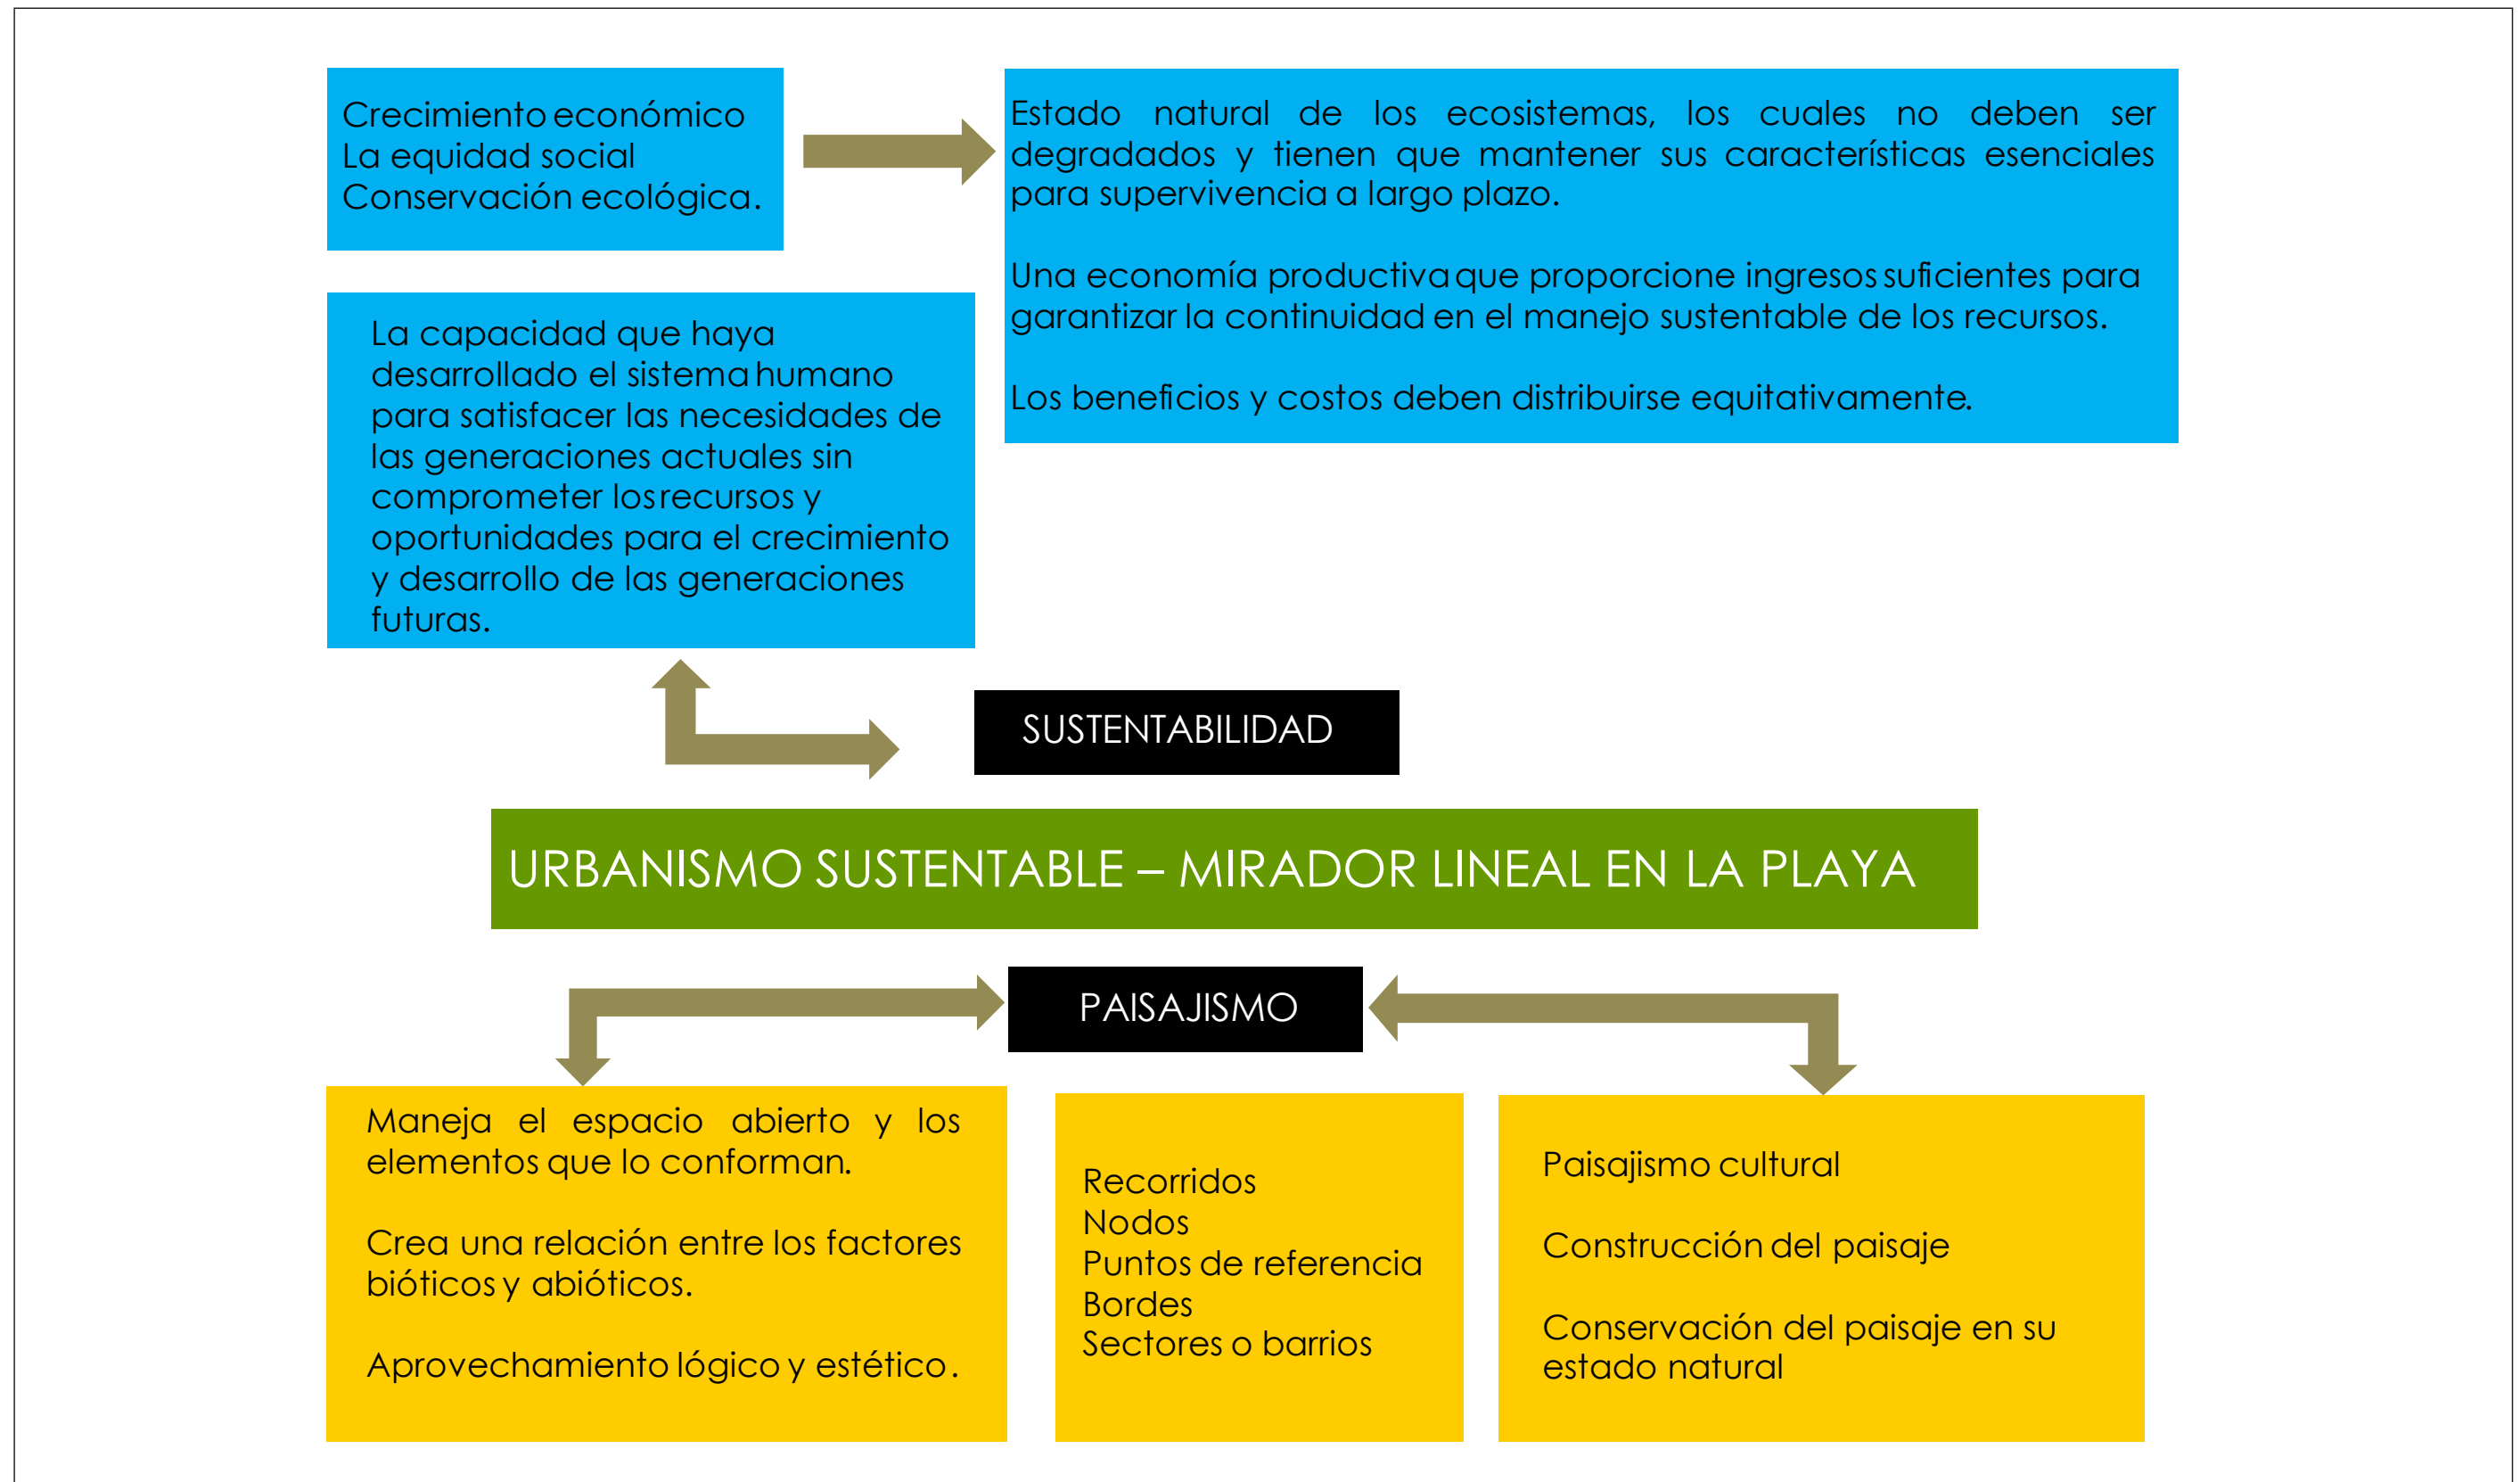 Crecimiento económico
La equidad social
Conservación ecológica.
Estado natural de los ecosistemas, los cuales no deben ser
degradados y tienen que mantener sus características esenciales
para supervivencia a largo plazo.
Una economía productiva que proporcione ingresos suficientes para
garantizar la continuidad en el manejo sustentable de los recursos.
Los beneficios y costos deben distribuirse equitativamente.
La capacidad que haya
desarrollado el sistema humano
para satisfacer las necesidades de
las generaciones actuales sin
comprometer los recursos y
oportunidades para el crecimiento
y desarrollo de las generaciones
futuras.
SUSTENTABILIDAD
URBANISMO SUSTENTABLE – MIRADOR LINEAL EN LA PLAYA
PAISAJISMO
Maneja el espacio abierto y los
elementos que lo conforman.
Crea una relación entre los factores
bióticos y abióticos.
Aprovechamiento lógico y estético.
Recorridos
Nodos
Puntos de referencia
Bordes
Sectores o barrios
Paisajismo cultural
Construcción del paisaje
Conservación del paisaje en su
estado natural